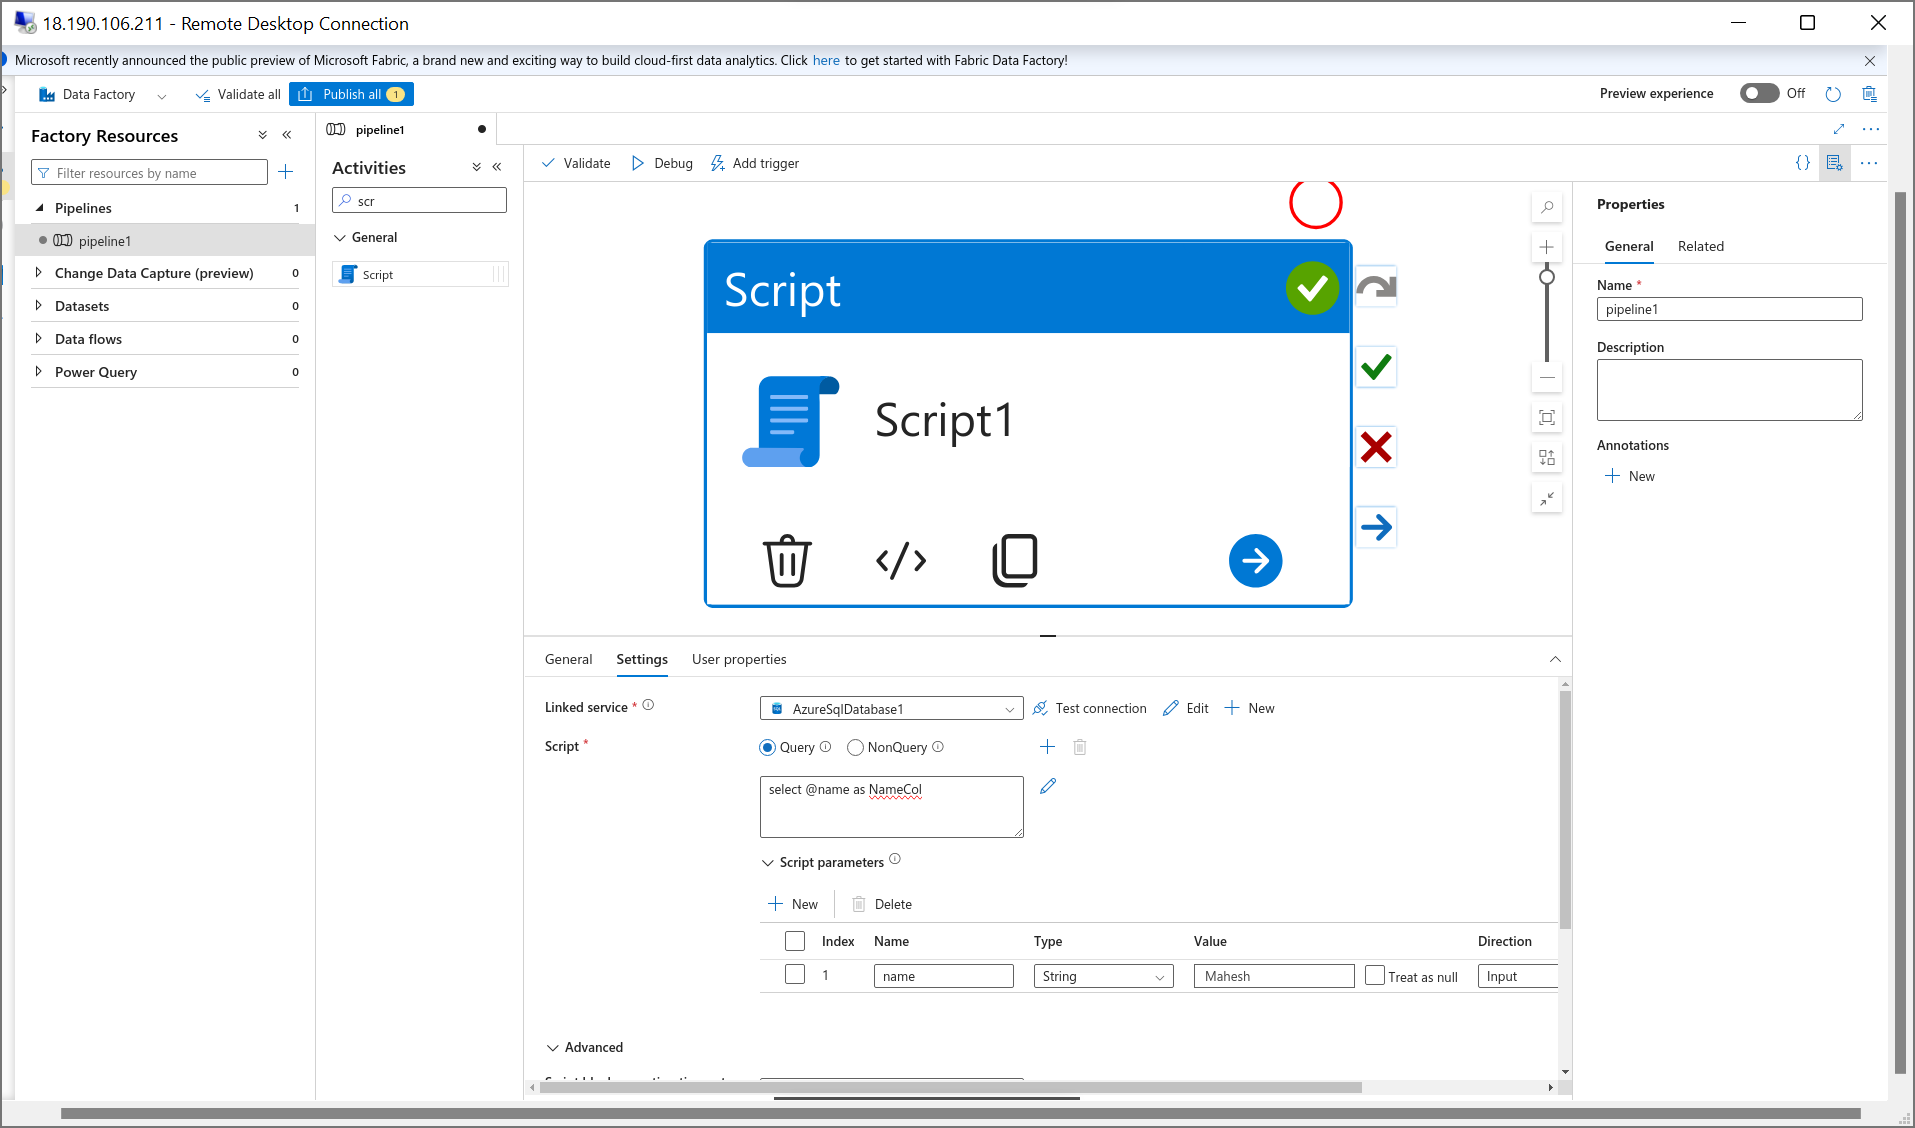 18.190.106.211 - Remote Desktop Connection
Microsoft recently announced the public preview of Microsoft Fabric, a brand new and exciting way to build cloud-first data analytics. Click here to get started with Fabric Data Factory!
Data Factory
Validate all
Publish all 1
Preview experience
Off
Factory Resources
Filter resources by name
Pipelines 1
pipeline1
Change Data Capture (preview) 0
Datasets 0
Data flows 0
Power Query 0
pipeline1
Activities
scr
General
Script
Validate
Debug
Add trigger
Script
Script1
General
Settings
User properties
Linked service *
AzureSqlDatabase1
Test connection
Edit
New
Script *
Query
NonQuery
select @name as NameCol
Script parameters
New
Delete
Index Name Type Value Direction
1 name String Mahesh Treat as null Input
Advanced
Properties
General
Related
Name *
pipeline1
Description
Annotations
New